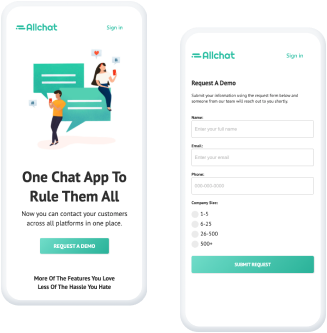 Allchat
Sign in
One Chat App To
Rule Them All
Now you can contact your customers
across all platforms in one place.
REQUEST A DEMO
More Of The Features You Love
Less Of The Hassle You Hate
Allchat
Sign in
Request A Demo
Submit your information using the request form below and
someone from our team will reach out to you shortly.
Name:
Enter your full name
Email:
Enter your email
Phone:
000-000-0000
Company Size:
1-5
6-25
26-500
500+
SUBMIT REQUEST